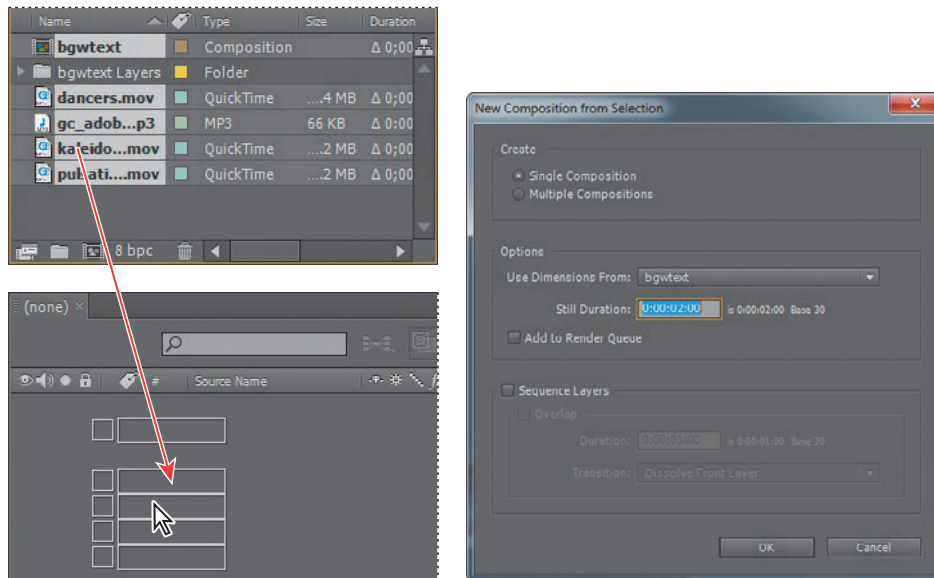 Name Type Size Duration
bgwtext Composition Δ 0;00
bgwtext Layers Folder
dancers.mov QuickTime ....4 MB Δ 0;00
gc_adob...p3 MP3 66 KB Δ 0:00
kaleido...mov QuickTime ....2 MB Δ 0;00
pulsati....mov QuickTime ....2 MB Δ 0;00
8 bpc
(none) ×
# Source Name
New Composition from Selection
Create
Single Composition
Multiple Compositions
Options
Use Dimensions From: bgwtext
Still Duration: 0:00:02:00 is 0:00:02:00 Base 30
Add to Render Queue
Sequence Layers
Overlap
Duration: 0:00:01:00 is 0:00:01:00 Base 30
Transition: Dissolve Front Layer
OK Cancel